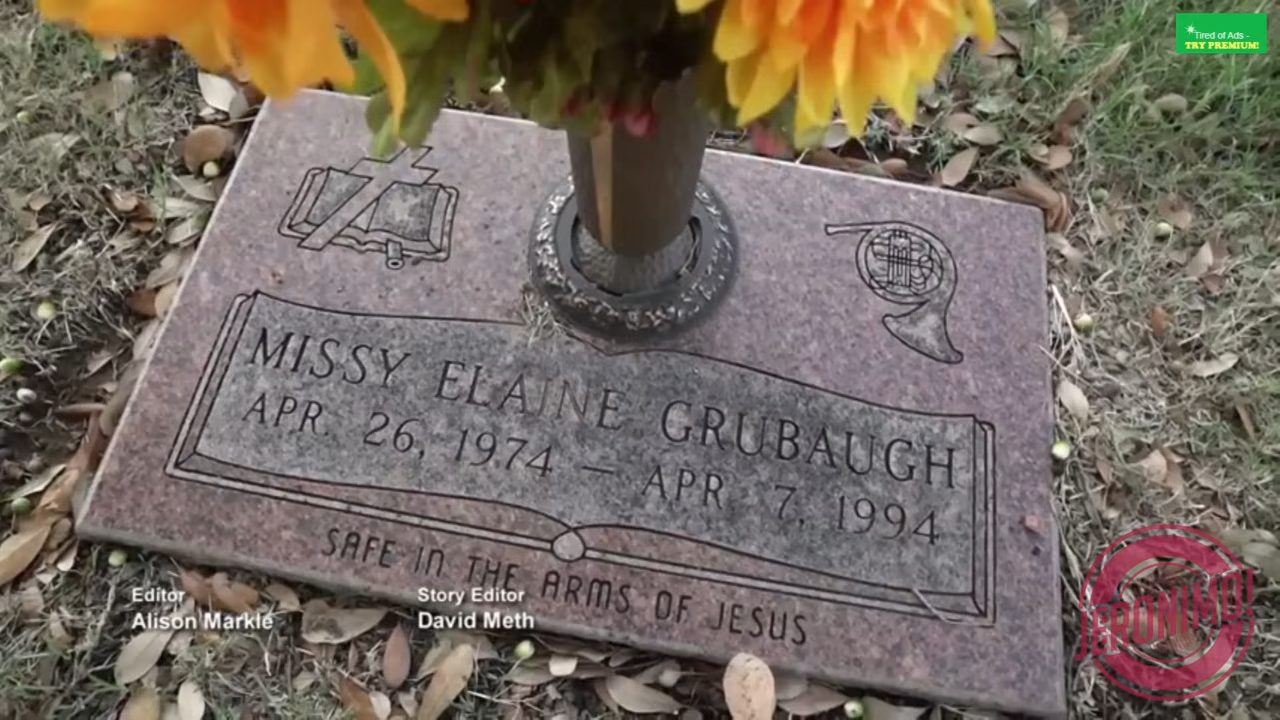 Tired of Ads -
TRY PREMIUM!
MISSY ELAINE GRUBAUGH
APR. 26, 1974 — APR. 7, 1994
SAFE IN THE ARMS OF JESUS
Editor
Alison Markle
Story Editor
David Meth
JERONIMO!